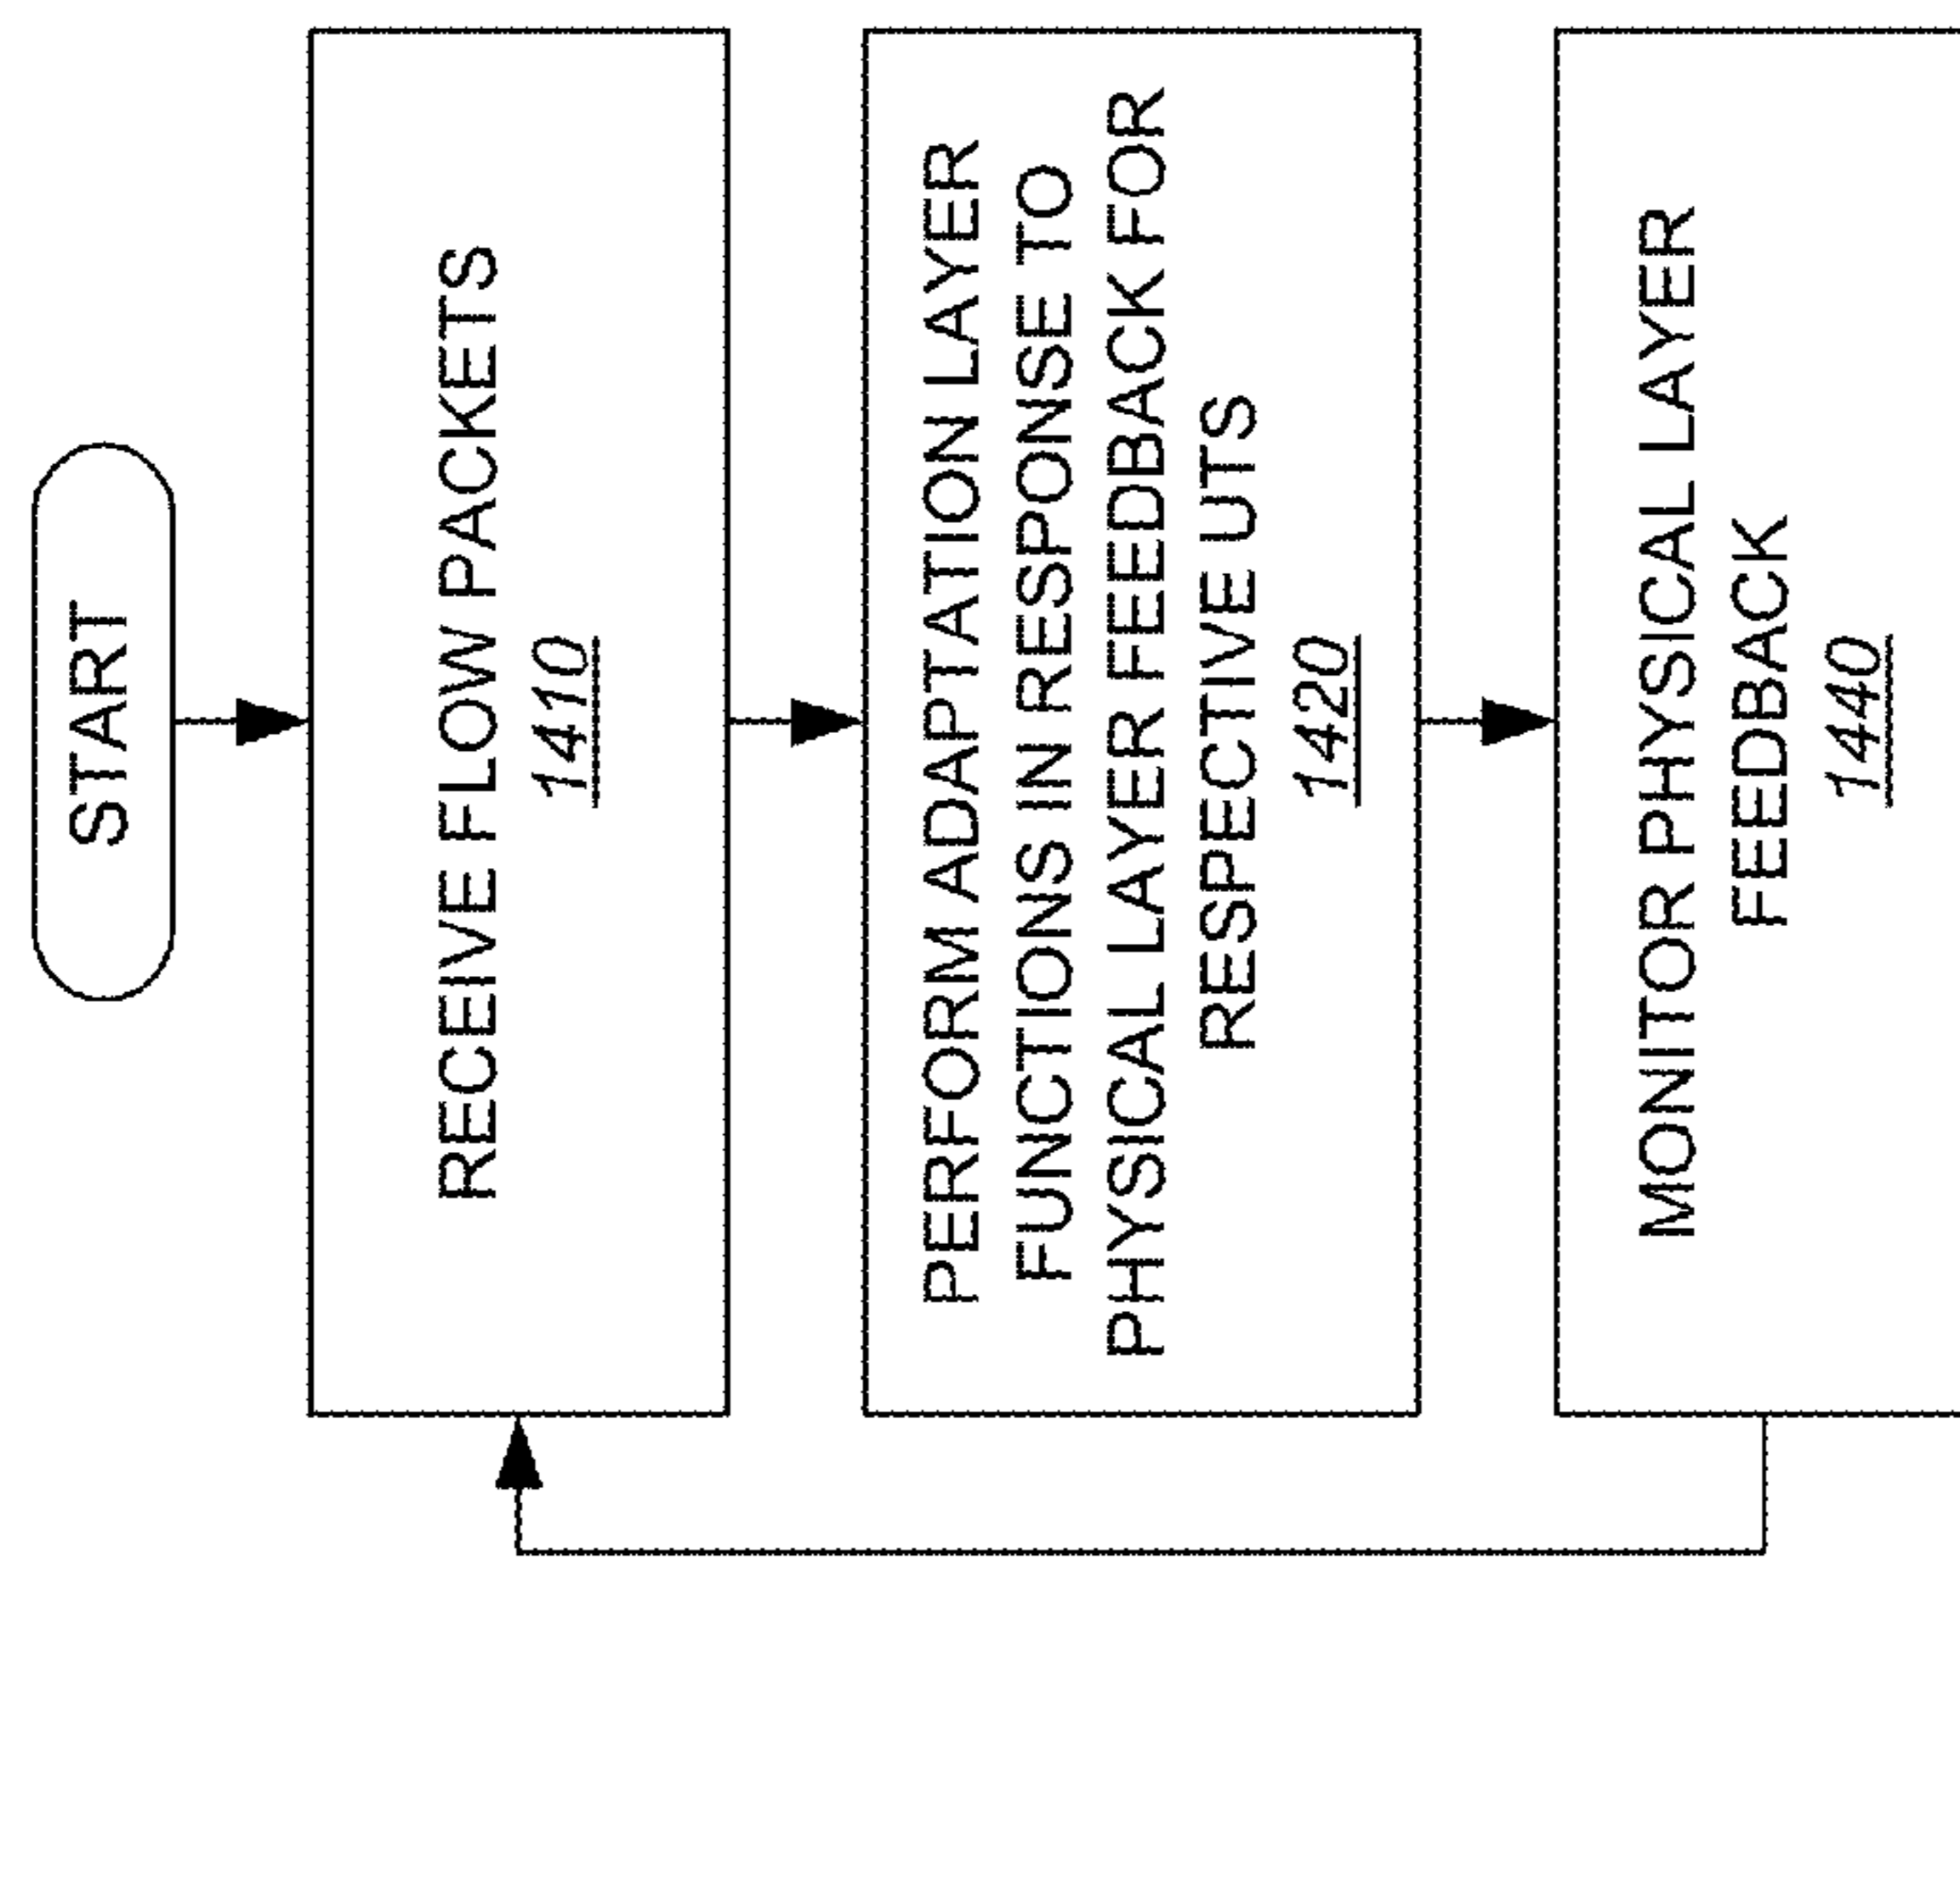 START
RECEIVE FLOW PACKETS
1410
PERFORM ADAPTATION LAYER
FUNCTIONS IN RESPONSE TO
PHYSICAL LAYER FEEDBACK FOR
RESPECTIVE UTS
1420
MONITOR PHYSICAL LAYER
FEEDBACK
1440